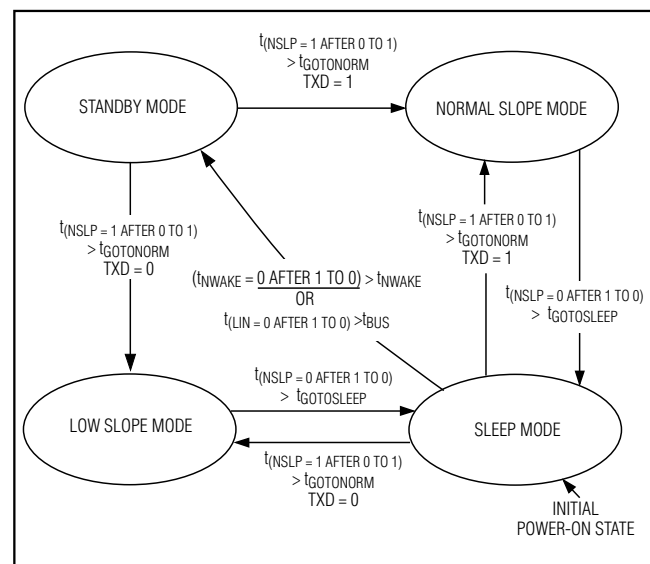 t(NSLP = 1 AFTER 0 TO 1)
> tGOTONORM
TXD = 1
STANDBY MODE
NORMAL SLOPE MODE
t(NSLP = 1 AFTER 0 TO 1)
> tGOTONORM
TXD = 0
t(NSLP = 1 AFTER 0 TO 1)
> tGOTONORM
TXD = 1
(tNWAKE = 0 AFTER 1 TO 0) > tNWAKE
OR
t(LIN = 0 AFTER 1 TO 0) >tBUS
t(NSLP = 0 AFTER 1 TO 0)
> tGOTOSLEEP
t(NSLP = 0 AFTER 1 TO 0)
> tGOTOSLEEP
LOW SLOPE MODE
SLEEP MODE
t(NSLP = 1 AFTER 0 TO 1)
> tGOTONORM
TXD = 0
INITIAL
POWER-ON STATE